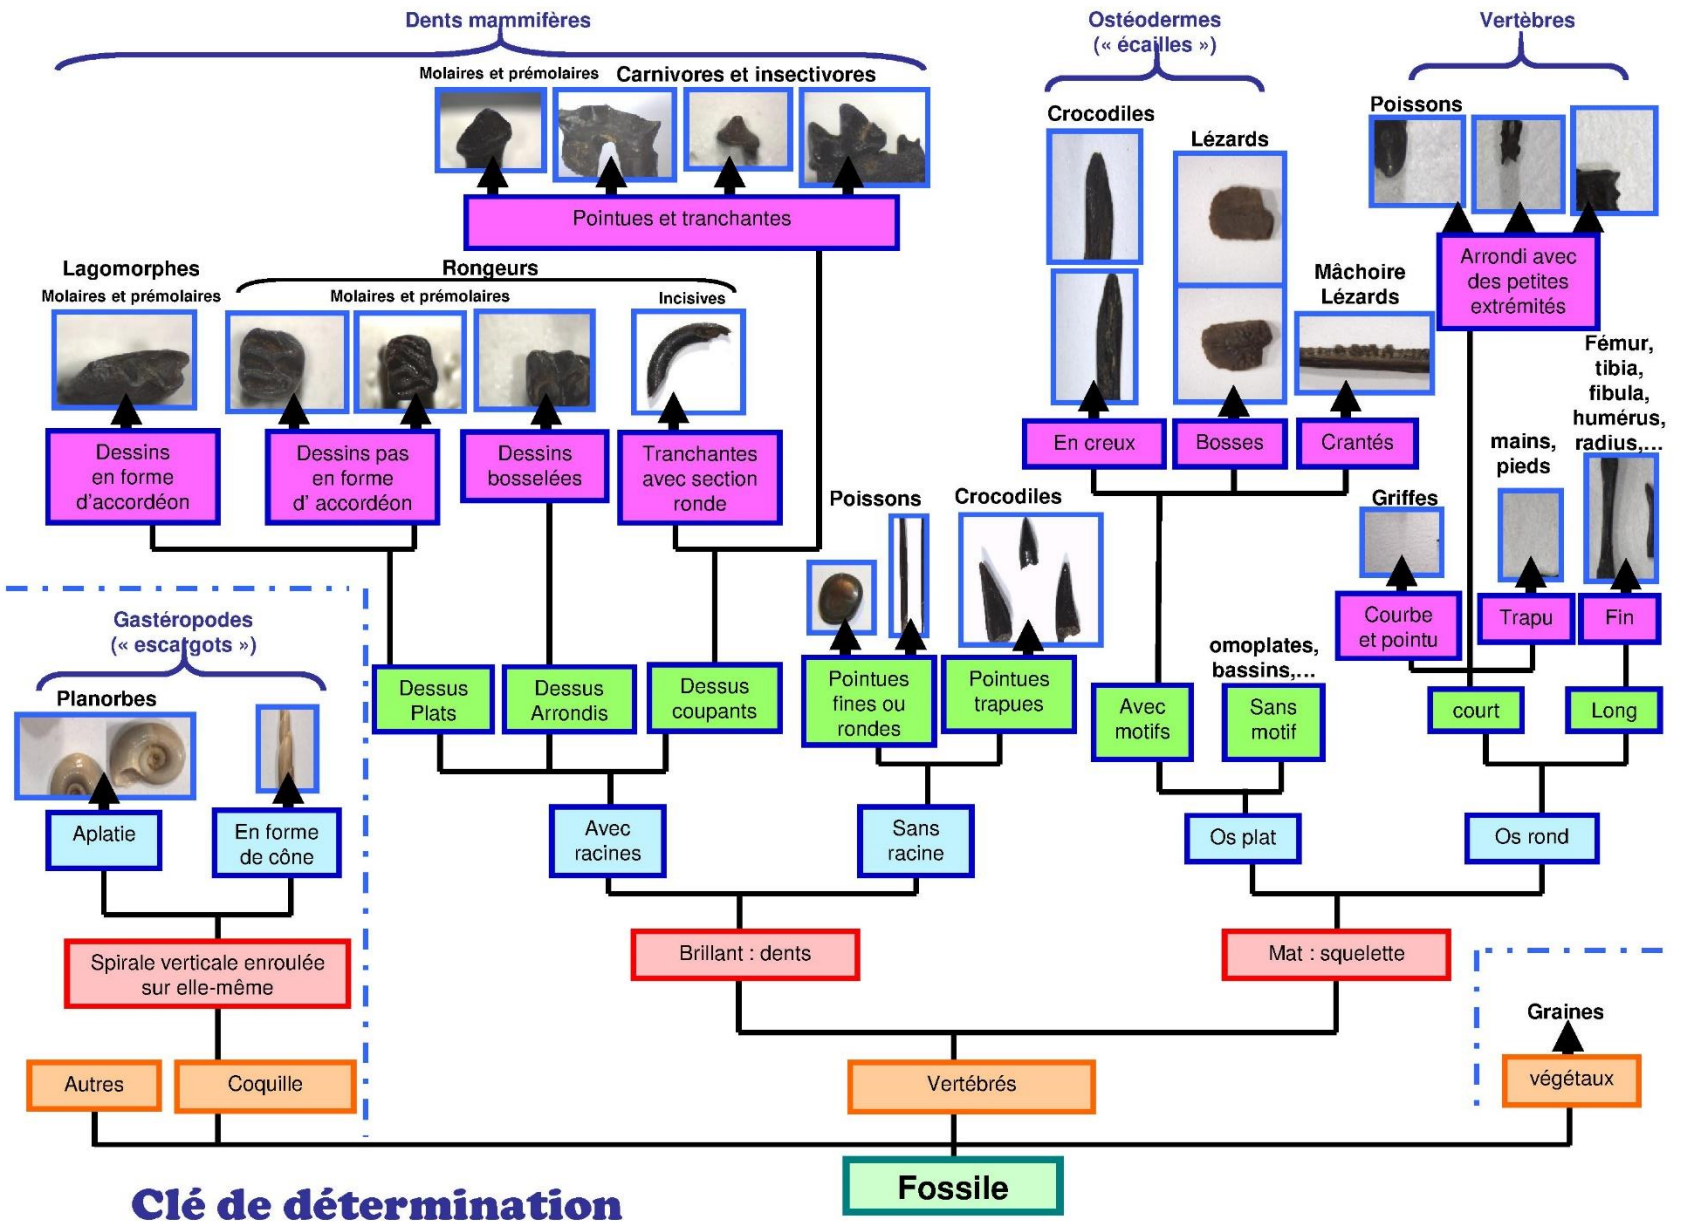 Dents mammifères
Ostéodermes
(« écailles »)
Vertèbres
Molaires et prémolaires
Carnivores et insectivores
Crocodiles
Lézards
Poissons
Pointues et tranchantes
Arrondi avec
des petites
extrémités
Lagomorphes
Molaires et prémolaires
Rongeurs
Molaires et prémolaires
Incisives
Mâchoire
Lézards
Fémur,
tibia,
fibula,
humérus,
radius,...
Dessins
en forme
d'accordéon
Dessins pas
en forme
d' accordéon
Dessins
bosselées
Tranchantes
avec section
ronde
En creux
Bosses
Crantés
mains,
pieds
Griffes
Poissons
Crocodiles
Courbe
et pointu
Trapu
Fin
Gastéropodes
(« escargots »)
Planorbes
Dessus
Plats
Dessus
Arrondis
Dessus
coupants
Pointues
fines ou
rondes
Pointues
trapues
omoplates,
bassins,...
Avec
motifs
Sans
motif
court
Long
Aplatie
En forme
de cône
Avec
racines
Sans
racine
Os plat
Os rond
Spirale verticale enroulée
sur elle-même
Brillant : dents
Mat : squelette
Graines
Autres
Coquille
Vertébrés
végétaux
Fossile
Clé de détermination